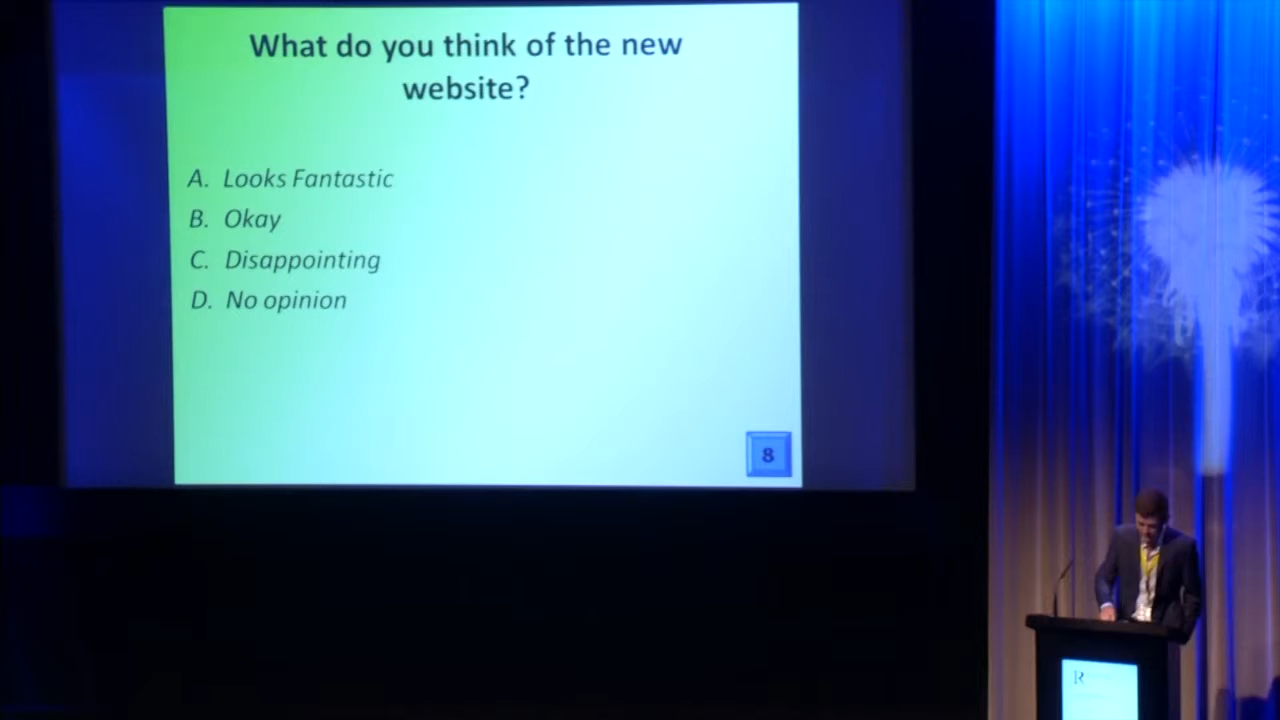 What do you think of the new
website?
A. Looks Fantastic
B. Okay
C. Disappointing
D. No opinion
8
R